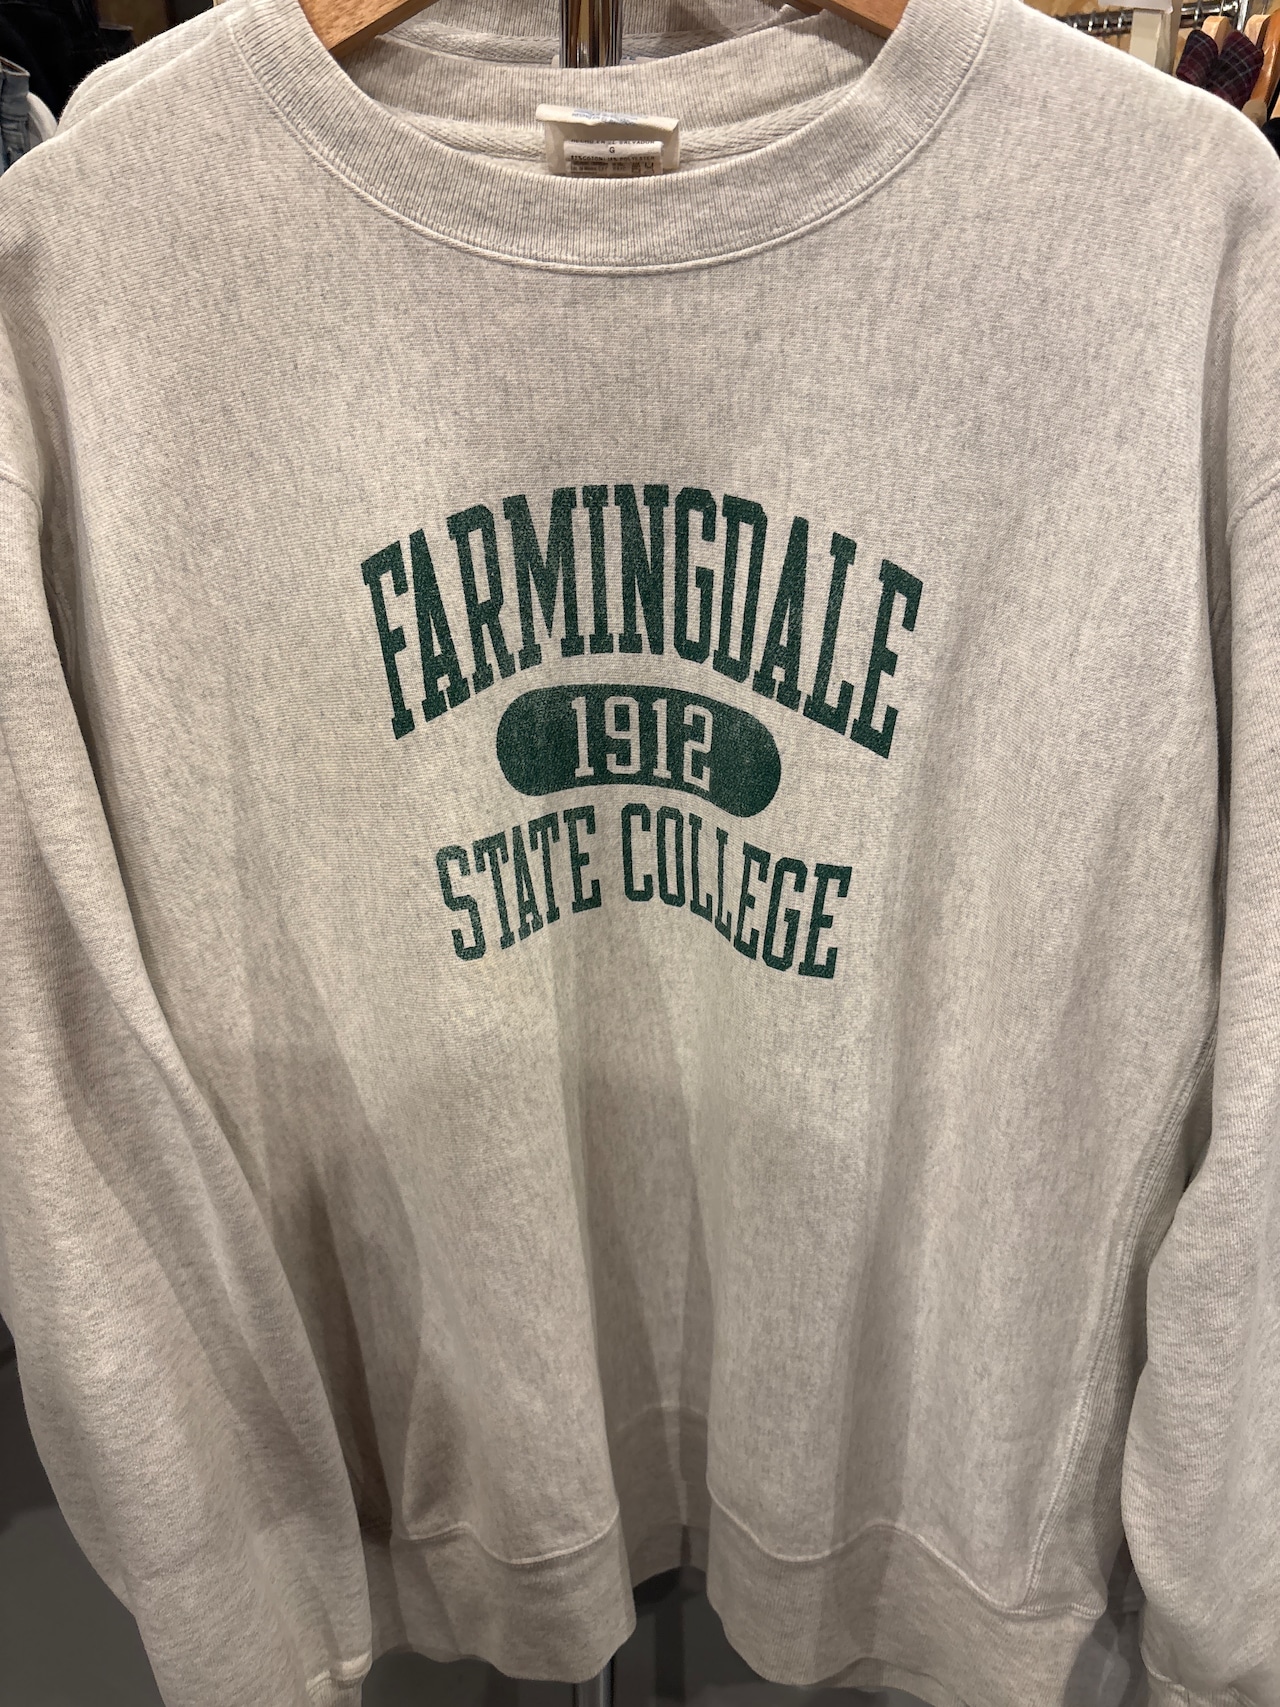 G
FARMINGDALE
1912
STATE COLLEGE